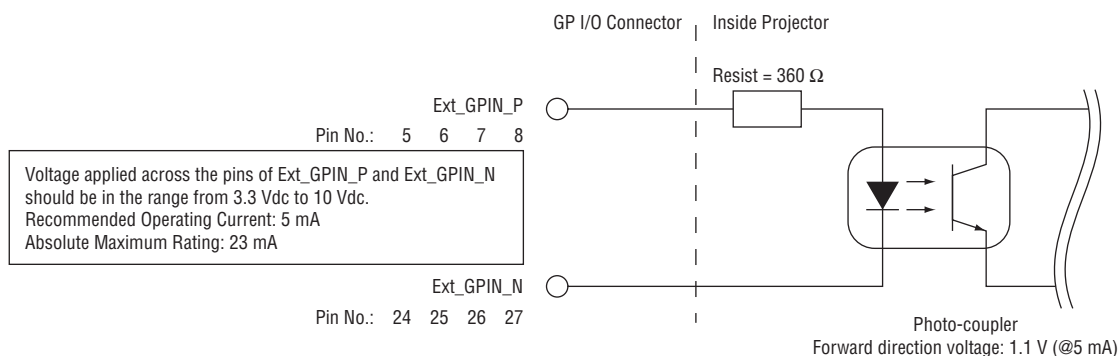 GP I/O Connector
Inside Projector
Resist = 360 Ω
Ext_GPIN_P
Pin No.: 5 6 7 8
Voltage applied across the pins of Ext_GPIN_P and Ext_GPIN_N
should be in the range from 3.3 Vdc to 10 Vdc.
Recommended Operating Current: 5 mA
Absolute Maximum Rating: 23 mA
Ext_GPIN_N
Pin No.: 24 25 26 27
Photo-coupler
Forward direction voltage: 1.1 V (@5 mA)